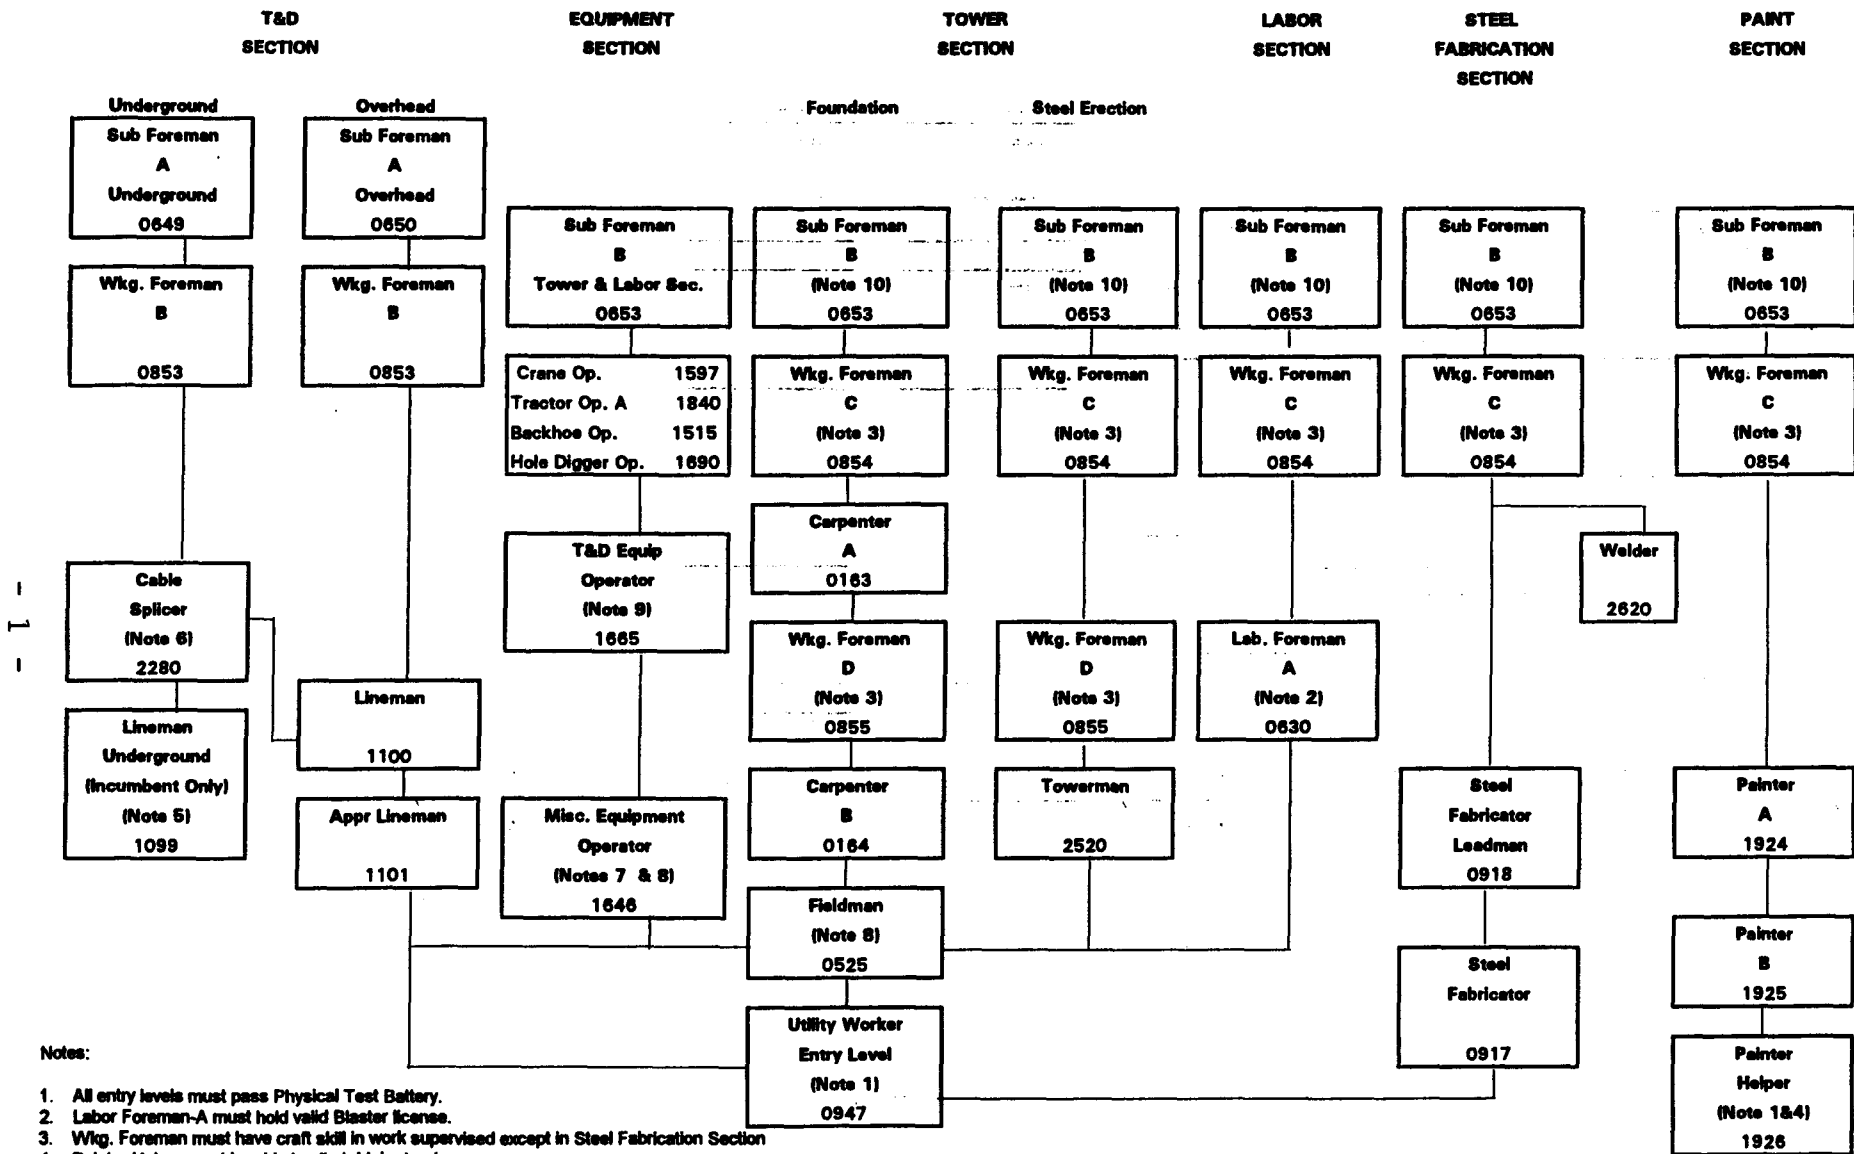 T&D
SECTION
EQUIPMENT
SECTION
TOWER
SECTION
LABOR
SECTION
STEEL
FABRICATION
SECTION
PAINT
SECTION
Underground
Overhead
Foundation
Steel Erection
Sub Foreman
A
Underground
0649
Wkg. Foreman
B
0853
Cable
Splicer
(Note 6)
2280
Lineman
Underground
(Incumbent Only)
(Note 5)
1099
Sub Foreman
A
Overhead
0650
Wkg. Foreman
B
0853
Lineman
1100
Appr Lineman
1101
Sub Foreman
B
Tower & Labor Sec.
0653
Crane Op. 1597
Tractor Op. A 1840
Backhoe Op. 1515
Hole Digger Op. 1690
T&D Equip
Operator
(Note 9)
1665
Misc. Equipment
Operator
(Notes 7 & 8)
1646
Sub Foreman
B
(Note 10)
0653
Wkg. Foreman
C
(Note 3)
0854
Carpenter
A
0163
Wkg. Foreman
D
(Note 3)
0855
Carpenter
B
0164
Fieldman
(Note 8)
0525
Utility Worker
Entry Level
(Note 1)
0947
Sub Foreman
B
(Note 10)
0653
Wkg. Foreman
C
(Note 3)
0854
Wkg. Foreman
D
(Note 3)
0855
Towerman
2520
Sub Foreman
B
(Note 10)
0653
Wkg. Foreman
C
(Note 3)
0854
Lab. Foreman
A
(Note 2)
0630
Sub Foreman
B
(Note 10)
0653
Wkg. Foreman
C
(Note 3)
0854
Welder
2620
Steel
Fabricator
Leadman
0918
Steel
Fabricator
0917
Sub Foreman
B
(Note 10)
0653
Wkg. Foreman
C
(Note 3)
0854
Painter
A
1924
Painter
B
1925
Painter
Helper
(Note 1&4)
1926
- 1 -
Notes:
1. All entry levels must pass Physical Test Battery.
2. Labor Foreman-A must hold valid Blaster license.
3. Wkg. Foreman must have craft skill in work supervised except in Steel Fabrication Section